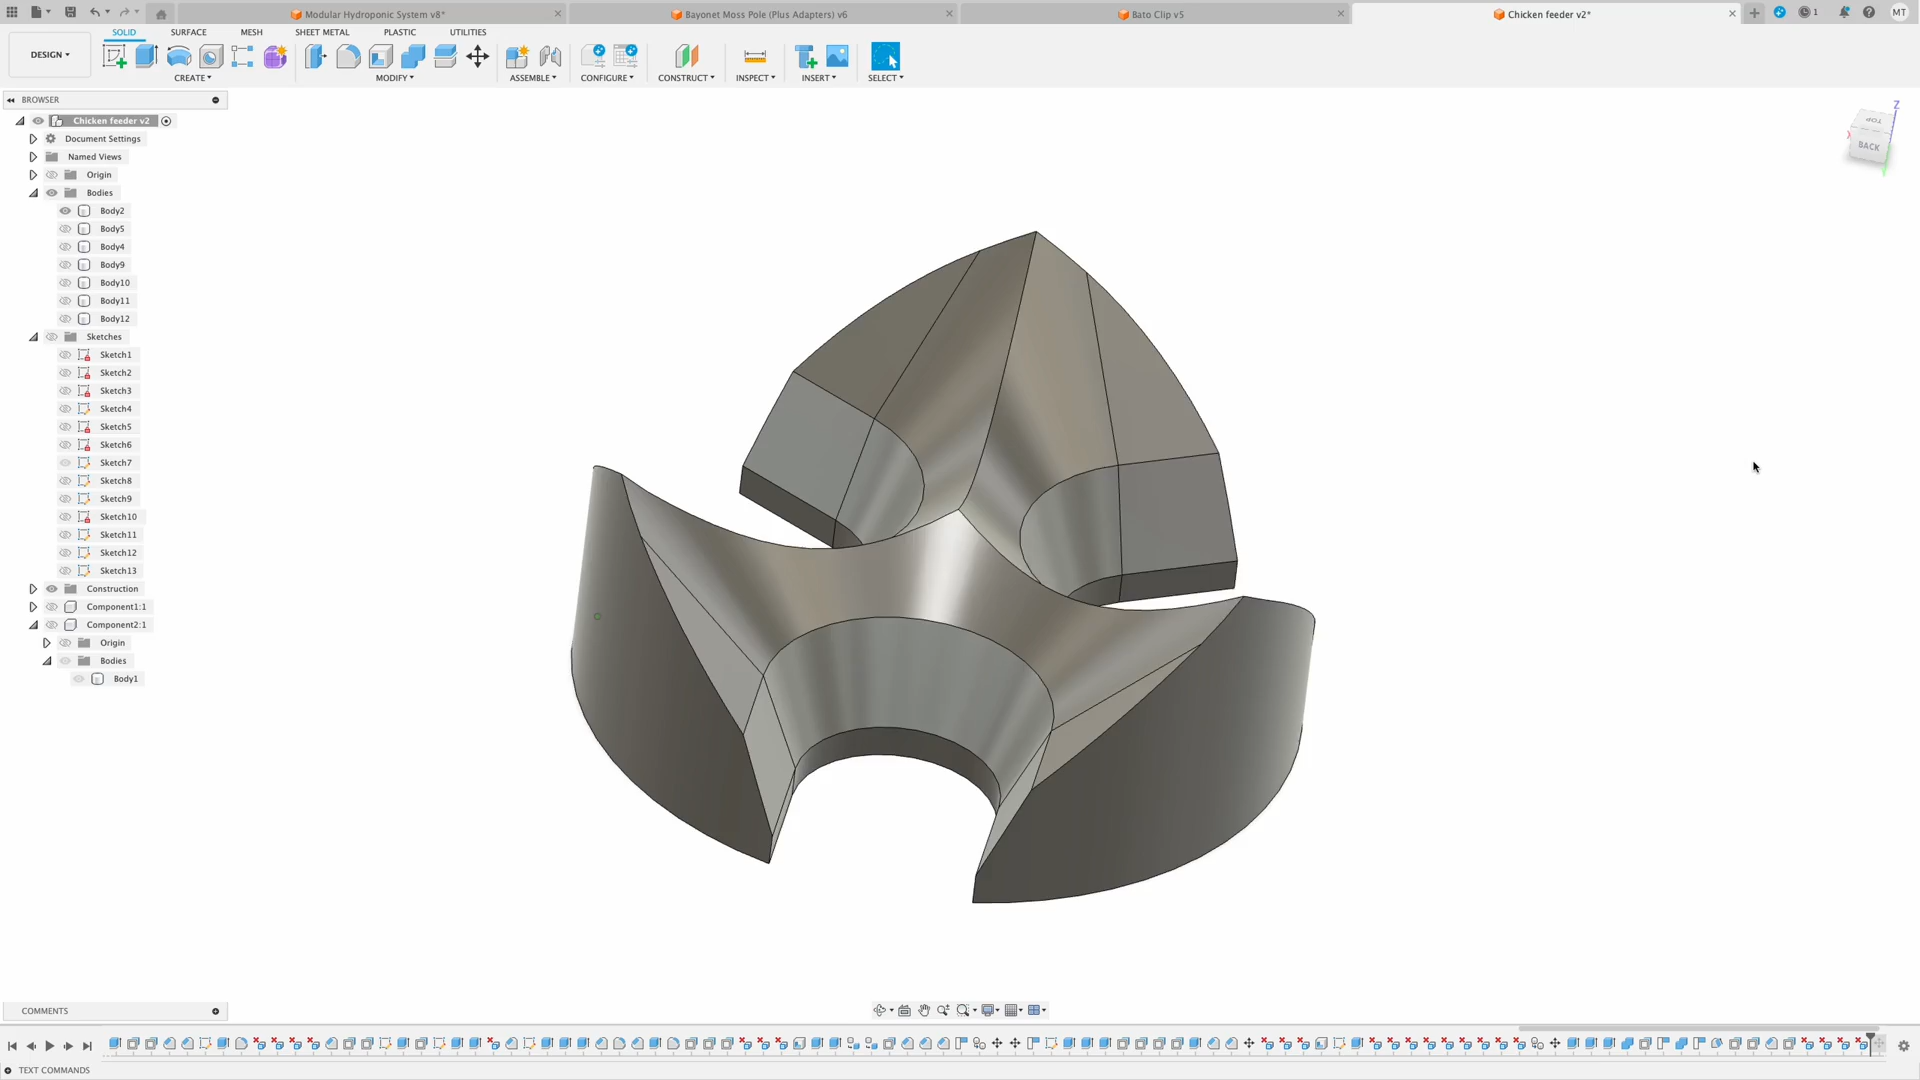 Modular Hydroponic System v8*
Bayonet Moss Pole (Plus Adapters) v6
Bato Clip v5
Chicken feeder v2*
1
MT
DESIGN
SOLID
SURFACE
MESH
SHEET METAL
PLASTIC
UTILITIES
CREATE
MODIFY
ASSEMBLE
CONFIGURE
CONSTRUCT
INSPECT
INSERT
SELECT
BROWSER
Chicken feeder v2
Document Settings
Named Views
Origin
Bodies
Body2
Body5
Body4
Body9
Body10
Body11
Body12
Sketches
Sketch1
Sketch2
Sketch3
Sketch4
Sketch5
Sketch6
Sketch7
Sketch8
Sketch9
Sketch10
Sketch11
Sketch12
Sketch13
Construction
Component1:1
Component2:1
Origin
Bodies
Body1
Z
TOP
BACK
COMMENTS
TEXT COMMANDS